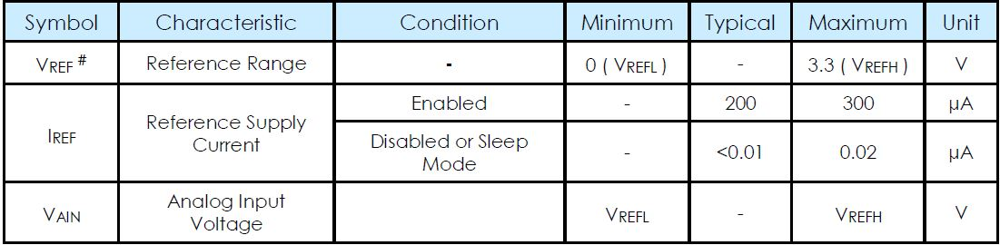 Symbol Characteristic Condition Minimum Typical Maximum Unit
VREF # Reference Range - 0 ( VREFL ) - 3.3 ( VREFH ) V
IREF Reference Supply Current Enabled - 200 300 µA
Disabled or Sleep Mode - <0.01 0.02 µA
VAIN Analog Input Voltage VREFL - VREFH V